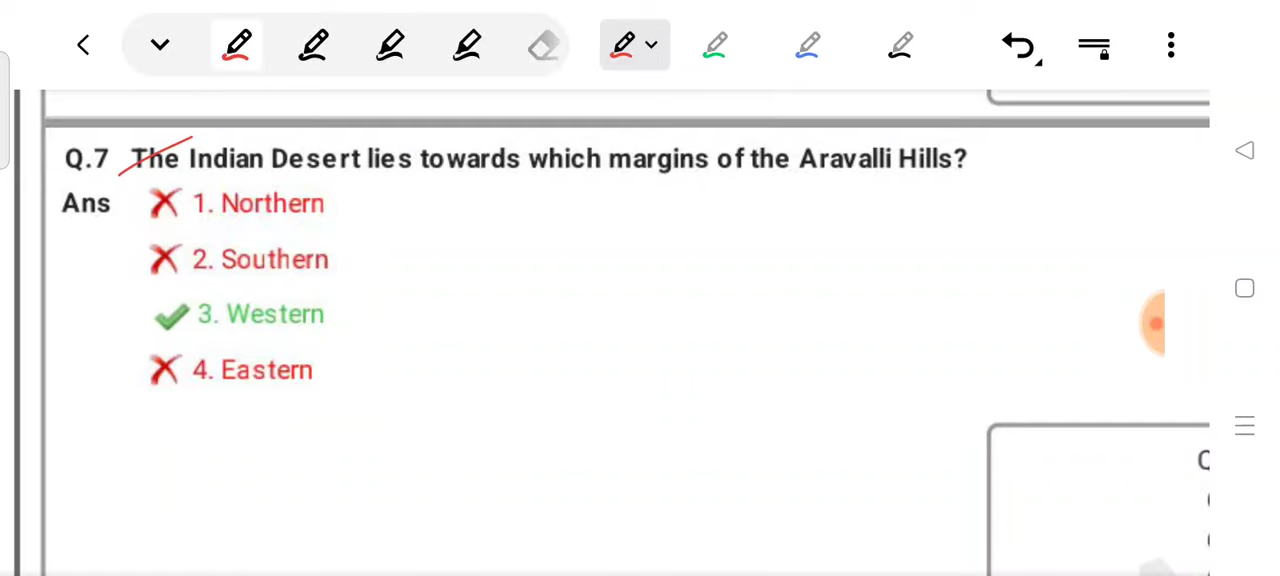 Q.7 The Indian Desert lies towards which margins of the Aravalli Hills?
Ans 1. Northern
2. Southern
3. Western
4. Eastern